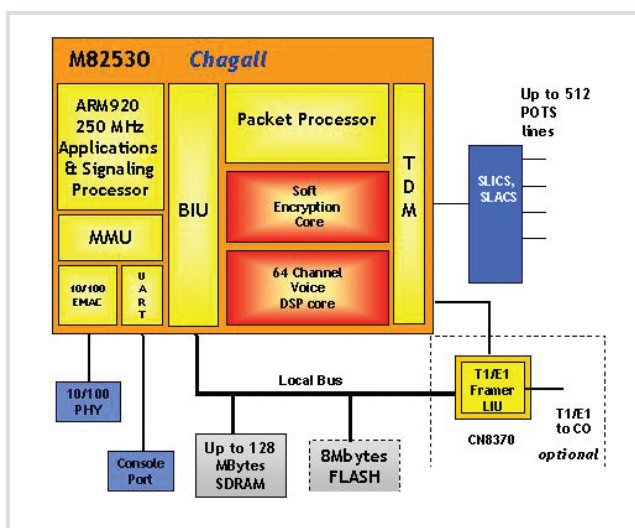 M82530 Chagall
ARM920
250 MHz
Applications
& Signaling
Processor
MMU
10/100
EMAC
U
A
R
T
BIU
Packet Processor
Soft
Encryption
Core
64 Channel
Voice
DSP core
T
D
M
Up to 512
POTS
lines
SLICS,
SLACS
10/100
PHY
Console
Port
Local Bus
Up to 128
MBytes
SDRAM
8Mbytes
FLASH
T1/E1
Framer
LIU
CN8370
T1/E1
to CO
optional